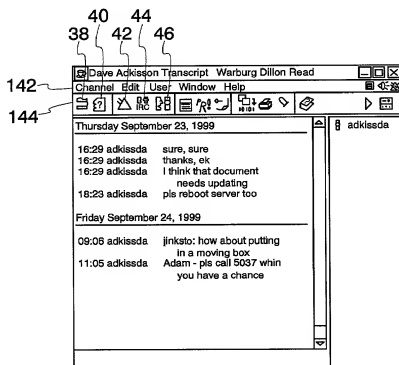 44
40
46
38
42
Dave Adkisson Transcript Warburg Dillon Read
142
Channel Edit User Window Help
144
IRC
Thursday September 23, 1999
adkissda
16:29 adkissda sure, sure
16:29 adkissda thanks, ek
16:29 adkissda I think that document
needs updating
18:23 adkissda pls reboot server too
Friday September 24, 1999
09:06 adkissda jinksto: how about putting
in a moving box
11:05 adkissda Adam - pls call 5037 whin
you have a chance